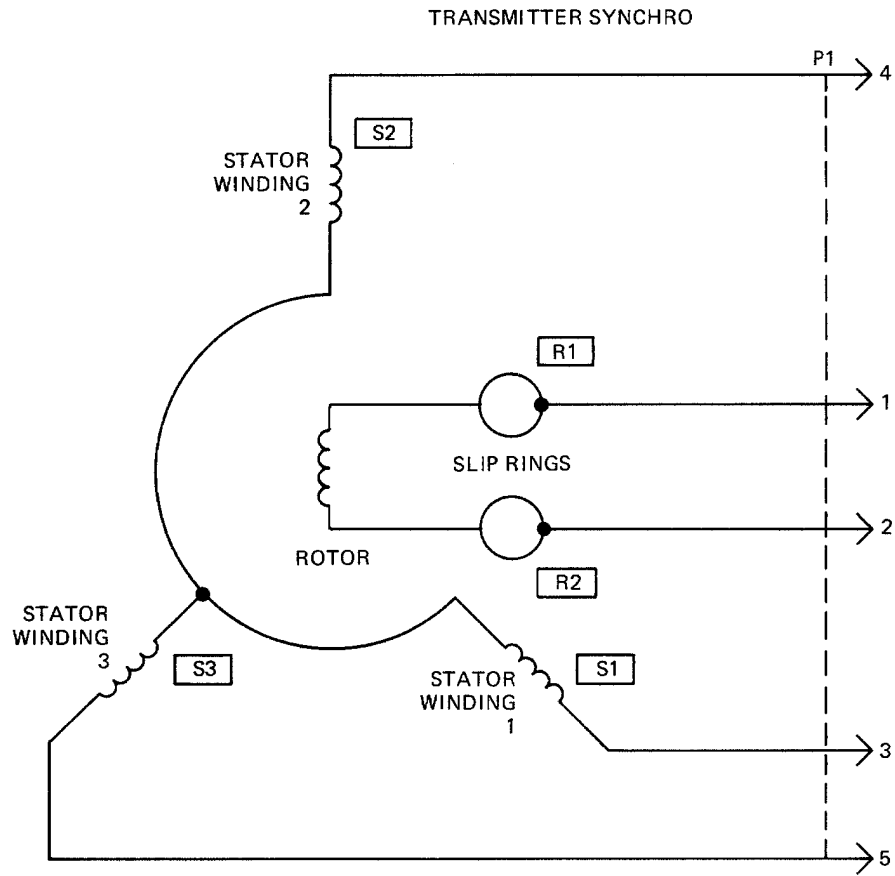 TRANSMITTER SYNCHRO
P1
4
S2
STATOR
WINDING
2
R1
1
SLIP RINGS
2
ROTOR
R2
STATOR
WINDING
3
S3
STATOR
WINDING
1
S1
3
5